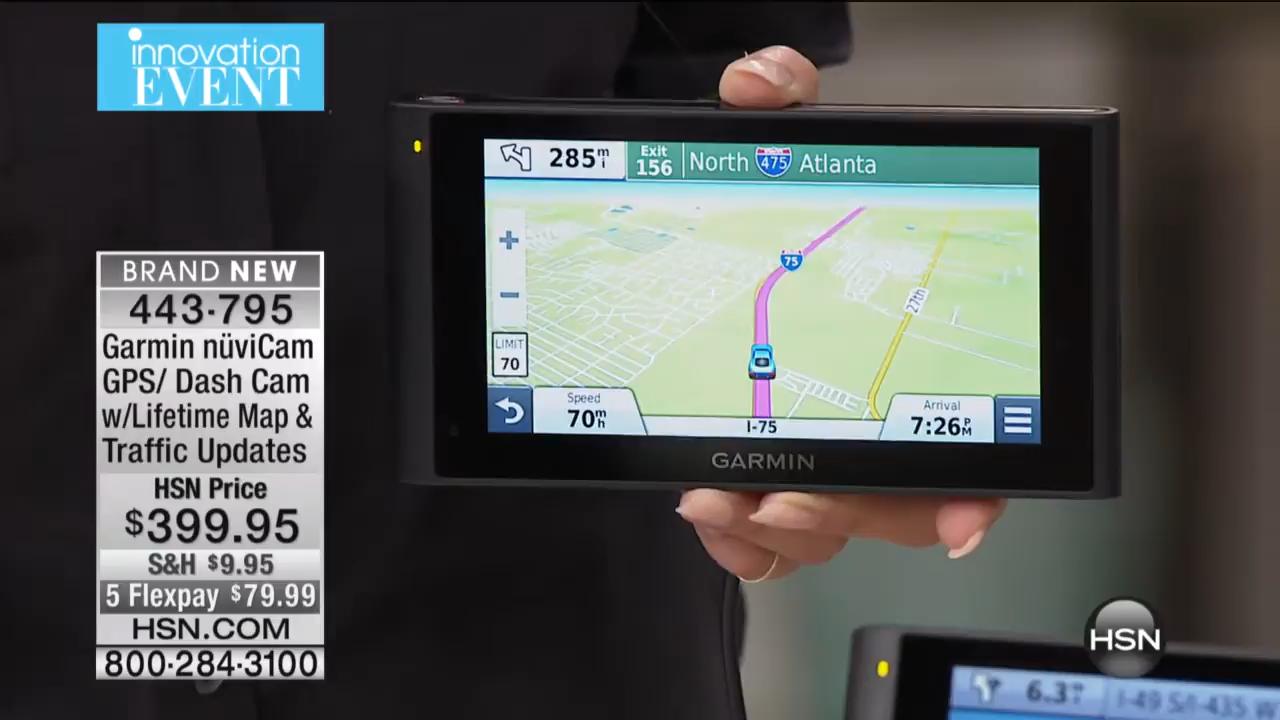 innovation
EVENT
BRAND NEW
443-795
Garmin nüviCam
GPS/ Dash Cam
w/Lifetime Map &
Traffic Updates
HSN Price
$399.95
S&H $9.95
5 Flexpay $79.99
HSN.COM
800-284-3100
285 mi
Exit 156
North 475 Atlanta
75
27th
LIMIT
70
Speed
70 mh
I-75
Arrival
7:26 PM
GARMIN
HSN
6.3
I-49 S/I-435 W